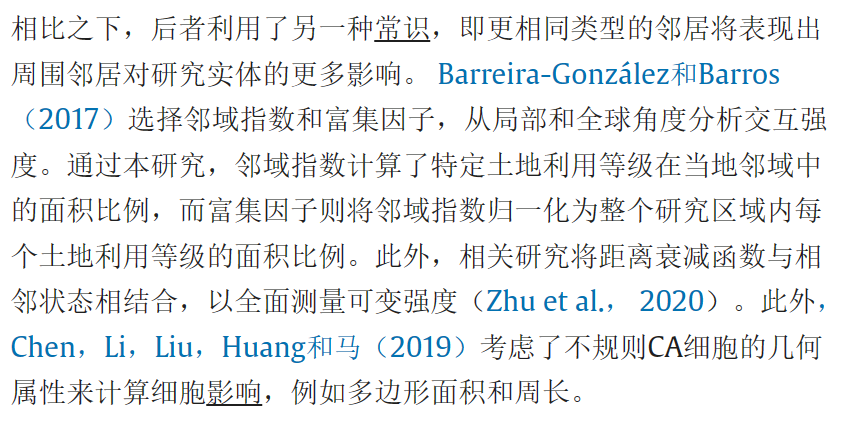 相比之下，后者利用了另一种常识，即更相同类型的邻居将表现出
周围邻居对研究实体的更多影响。 Barreira-González和Barros
（2017）选择邻域指数和富集因子，从局部和全球角度分析交互强
度。通过本研究，邻域指数计算了特定土地利用等级在当地邻域中
的面积比例，而富集因子则将邻域指数归一化为整个研究区域内每
个土地利用等级的面积比例。此外，相关研究将距离衰减函数与相
邻状态相结合，以全面测量可变强度（Zhu et al.， 2020）。此外，
Chen，Li，Liu，Huang和马（2019）考虑了不规则CA细胞的几何
属性来计算细胞影响，例如多边形面积和周长。